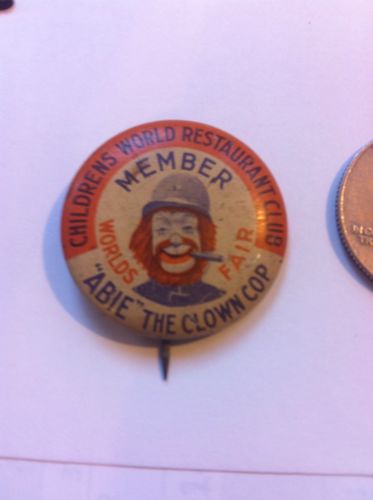 CHILDRENS WORLD RESTAURANT CLUB
MEMBER
WORLDS FAIR
"ABIE" THE CLOWN COP